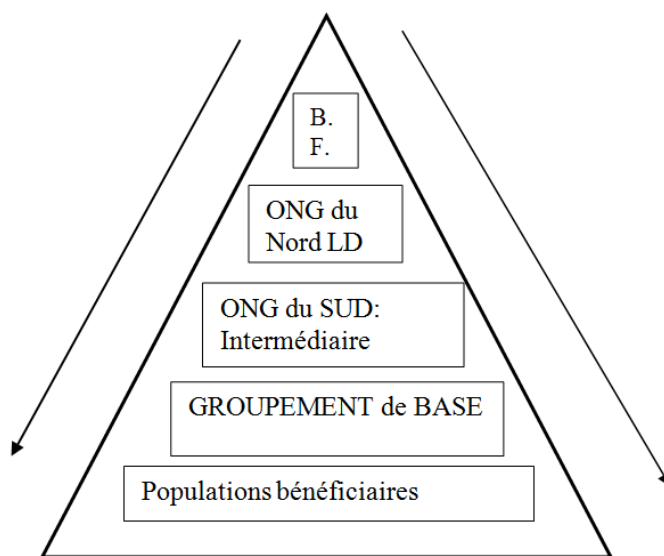 B.
F.
ONG du
Nord LD
ONG du SUD:
Intermédiaire
GROUPEMENT de BASE
Populations bénéficiaires